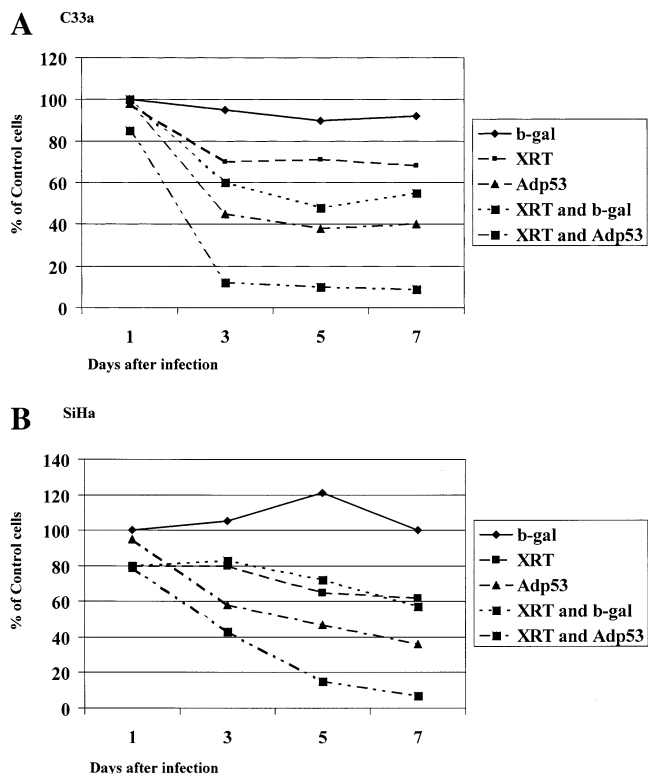 A
C33a
120
100
80
60
40
20
0
% of Control cells
1 3 5 7
Days after infection
b-gal
XRT
Adp53
XRT and b-gal
XRT and Adp53
B
SiHa
140
120
100
80
60
40
20
0
% of Control cells
1 3 5 7
Days after infection
b-gal
XRT
Adp53
XRT and b-gal
XRT and Adp53